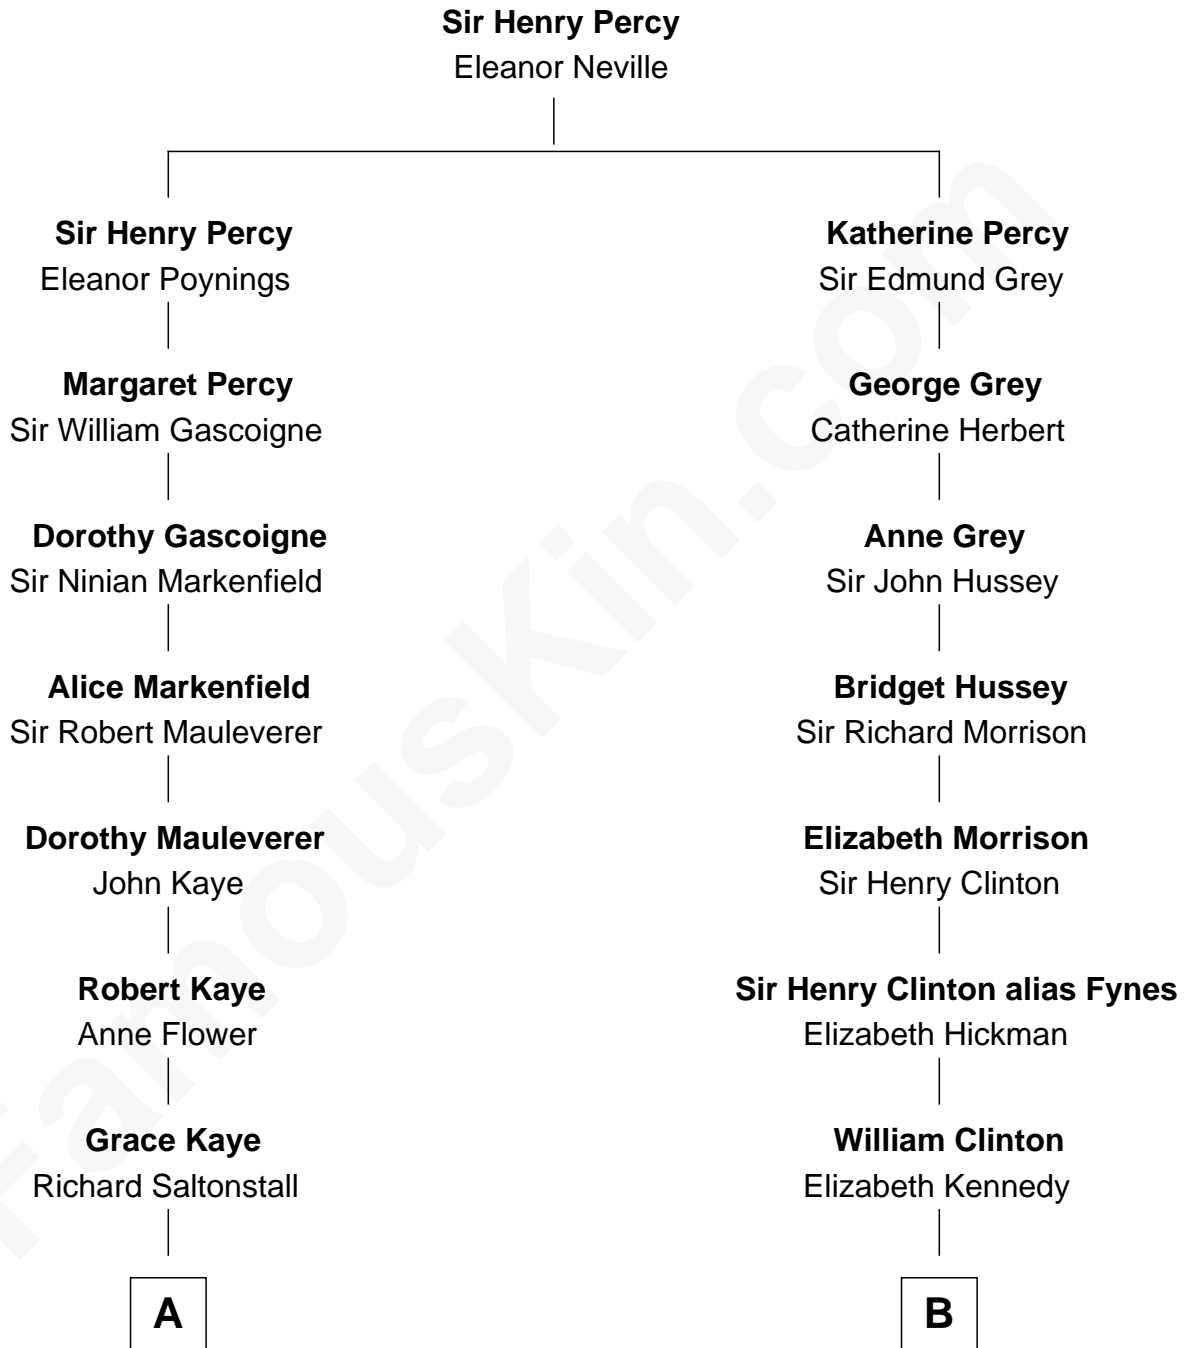 Sir Henry Percy
Eleanor Neville
Sir Henry Percy
Eleanor Poynings
Katherine Percy
Sir Edmund Grey
Margaret Percy
Sir William Gascoigne
George Grey
Catherine Herbert
Dorothy Gascoigne
Sir Ninian Markenfield
Anne Grey
Sir John Hussey
Alice Markenfield
Sir Robert Mauleverer
Bridget Hussey
Sir Richard Morrison
Dorothy Mauleverer
John Kaye
Elizabeth Morrison
Sir Henry Clinton
Robert Kaye
Anne Flower
Sir Henry Clinton alias Fynes
Elizabeth Hickman
Grace Kaye
Richard Saltonstall
William Clinton
Elizabeth Kennedy
A
B
FamousKin.com